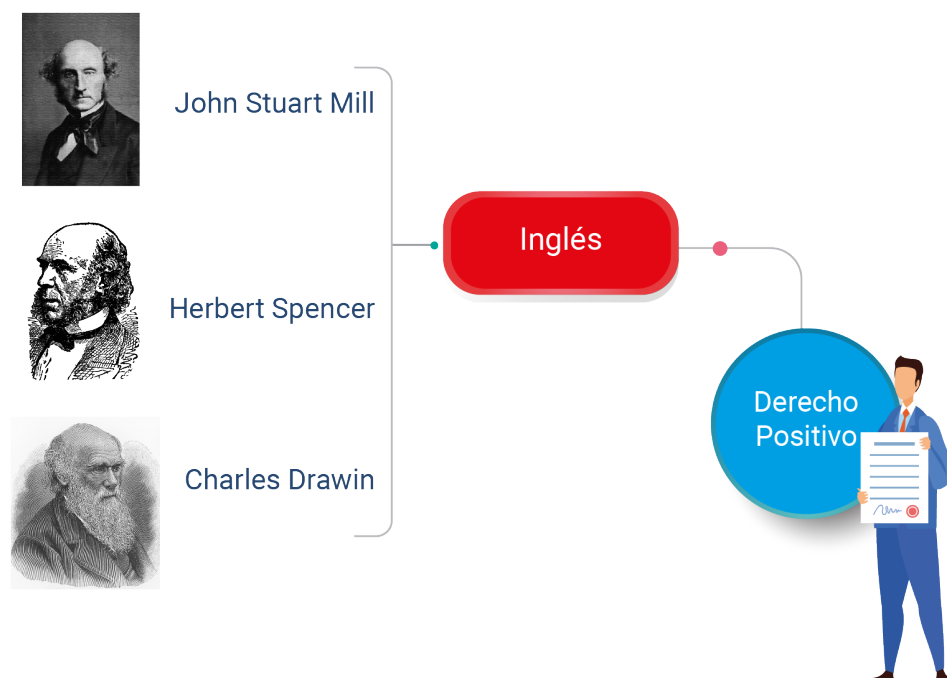 John Stuart Mill
Herbert Spencer
Charles Drawin
Inglés
Derecho
Positivo